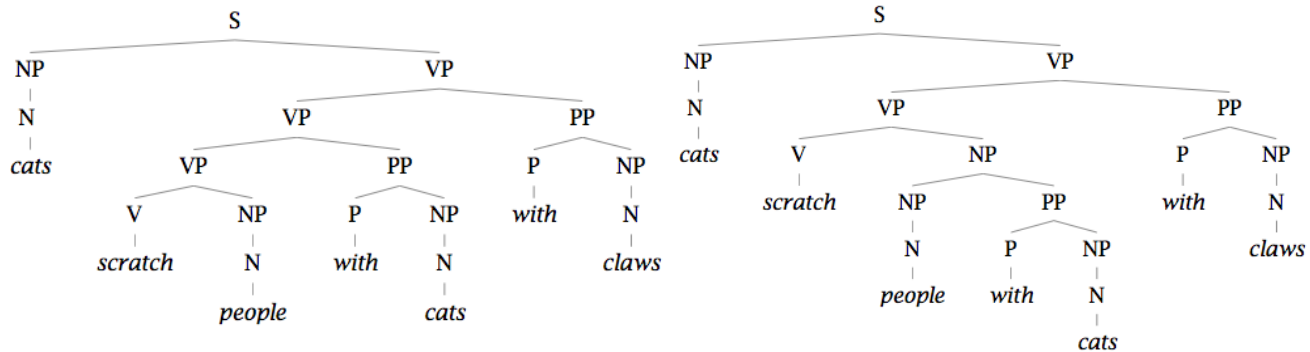 S
NP VP
N VP PP
cats VP PP P NP
V NP P NP with N
scratch N with N claws
people cats
S
NP VP
N VP PP
cats V NP P NP
scratch NP PP with N
N P NP claws
people with N
cats